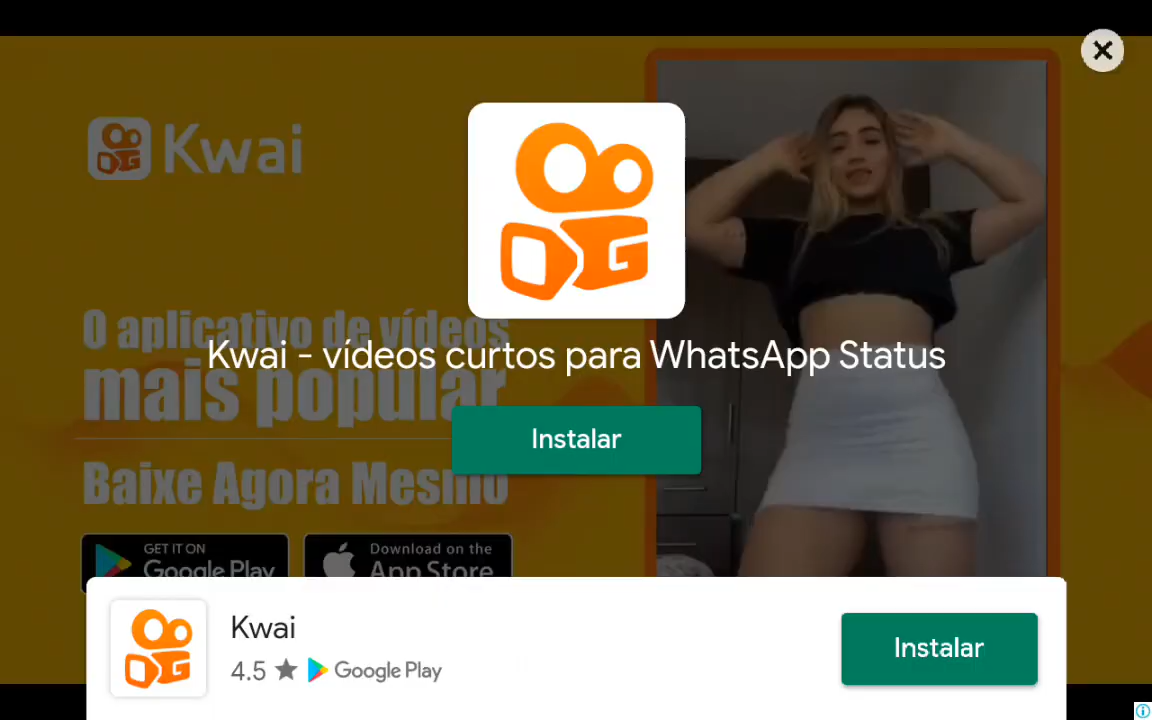 Kwai
O aplicativo de vídeos
mais popular
Baixe Agora Mesmo
GET IT ON
Google Play
Download on the
App Store
Kwai - vídeos curtos para WhatsApp Status
Instalar
Kwai
4.5 ★ Google Play
Instalar